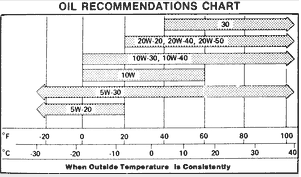 OIL RECOMMENDATIONS CHART
30
20W-20, 20W-40, 20W-50
10W-30, 10W-40
10W
5W-30
5W-20
°F -20 0 20 40 60 80 100
°C -30 -20 -10 0 10 20 30 40
When Outside Temperature Is Consistently